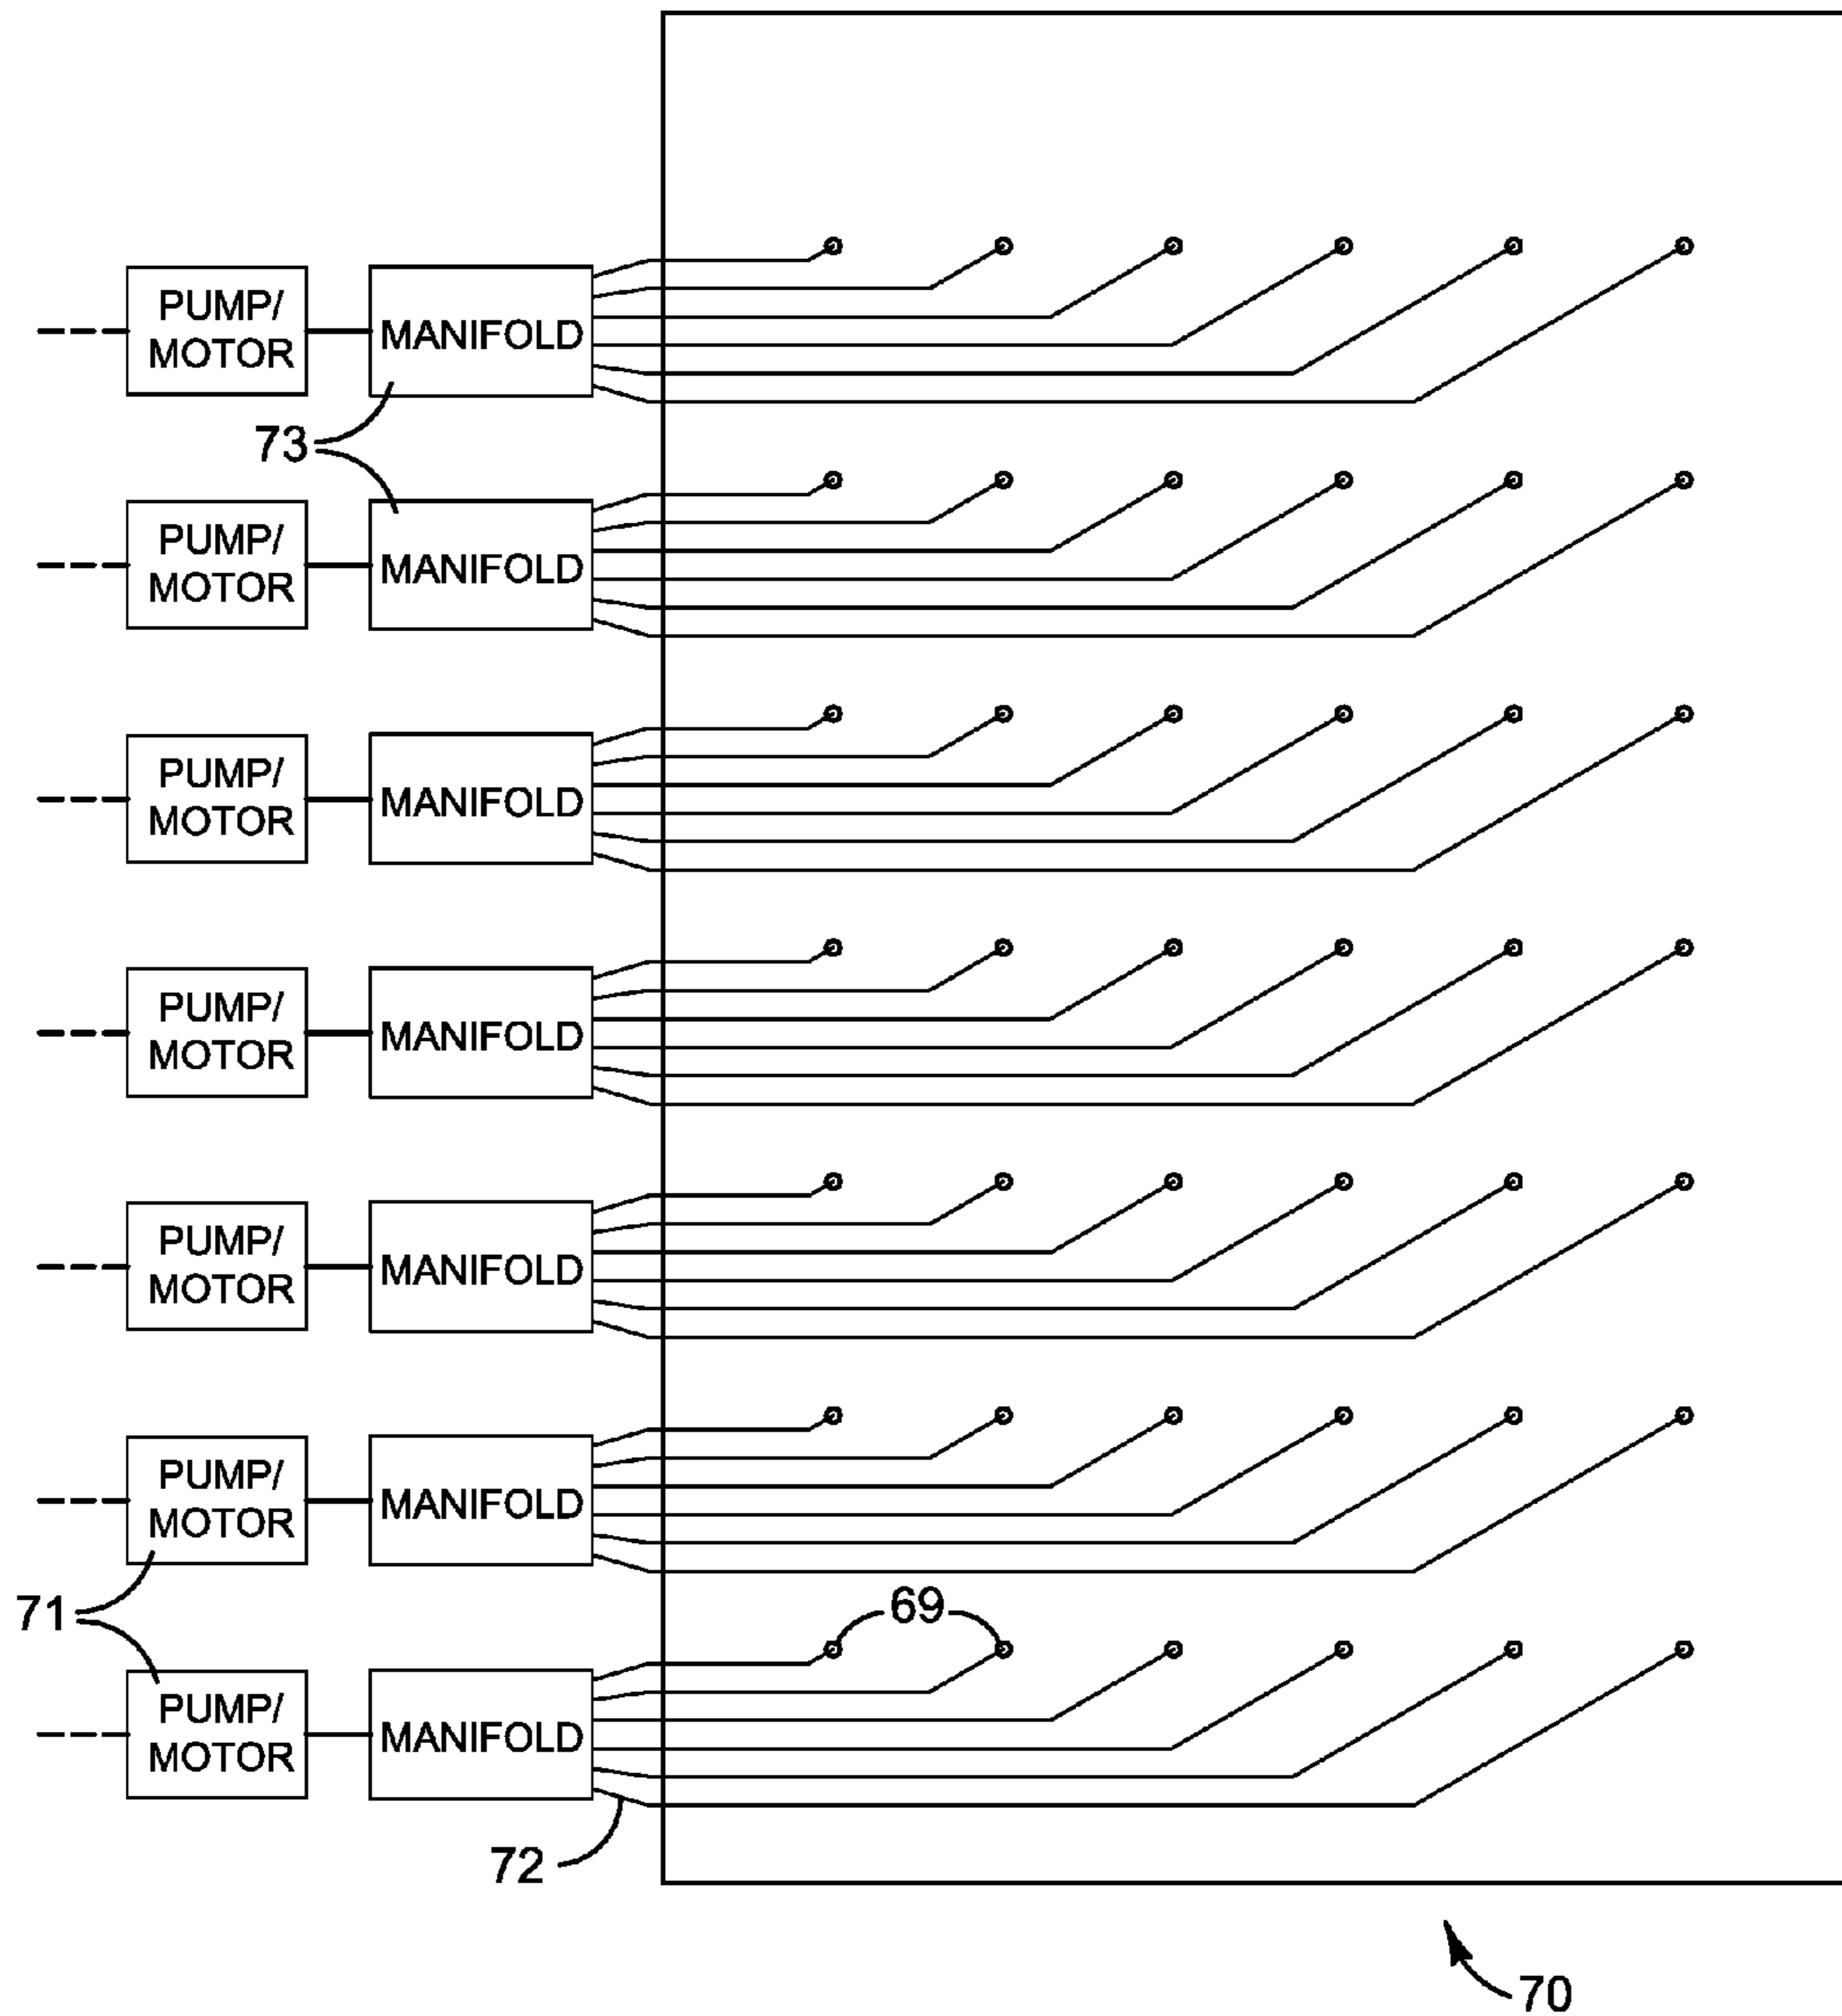 PUMP/
MOTOR
MANIFOLD
73
PUMP/
MOTOR
MANIFOLD
PUMP/
MOTOR
MANIFOLD
PUMP/
MOTOR
MANIFOLD
PUMP/
MOTOR
MANIFOLD
PUMP/
MOTOR
MANIFOLD
71
69
PUMP/
MOTOR
MANIFOLD
72
70